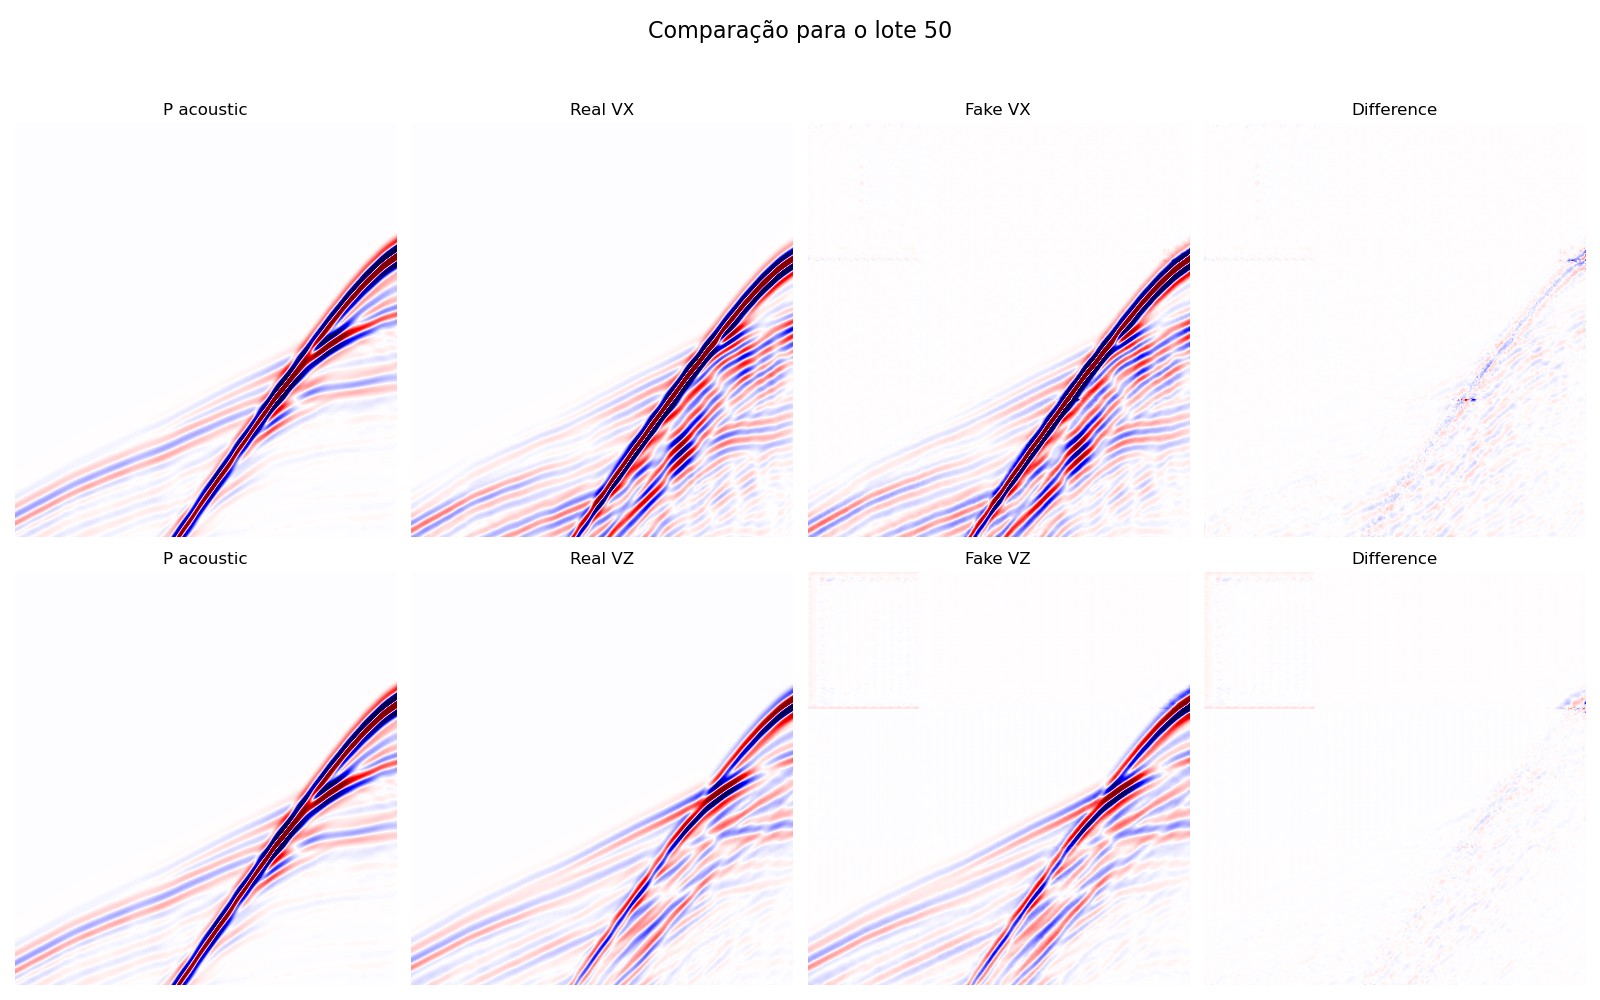 Comparação para o lote 50
P acoustic
Real VX
Fake VX
Difference
P acoustic
Real VZ
Fake VZ
Difference